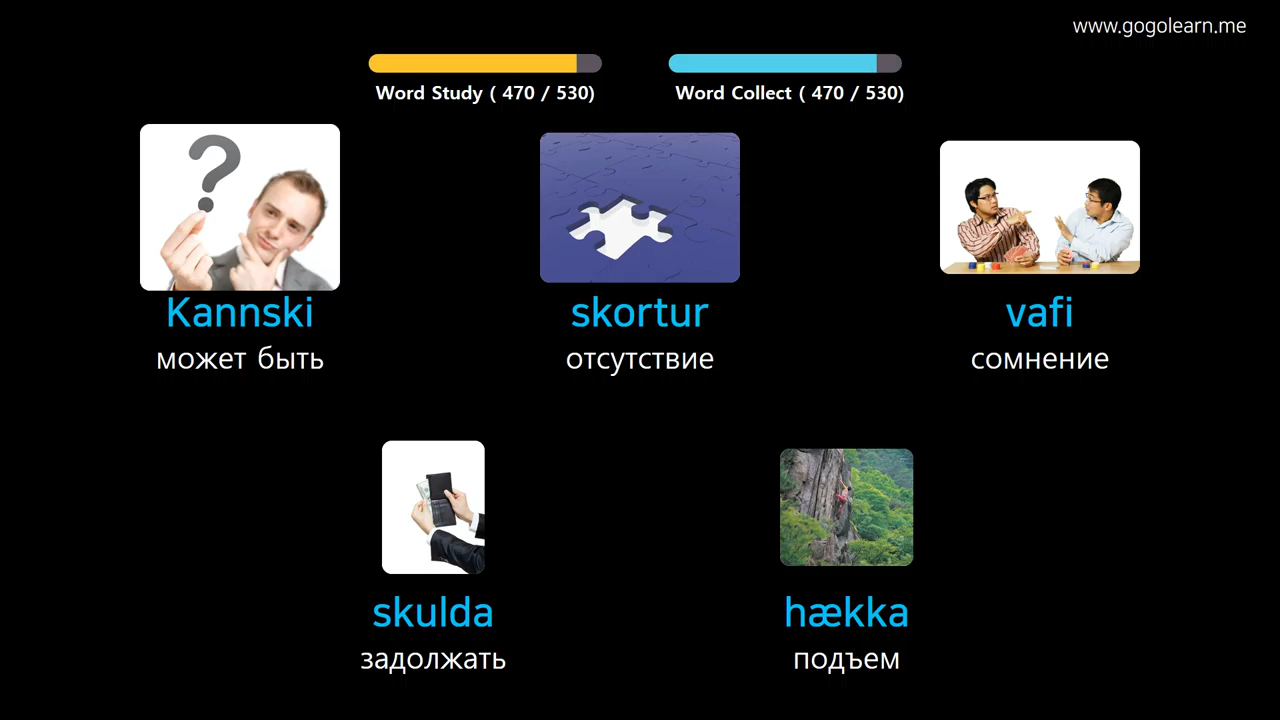 www.gogolearn.me
Word Study ( 470 / 530)
Word Collect ( 470 / 530)
?
Kannski
может быть
skortur
отсутствие
vafi
сомнение
skulda
задолжать
hækka
подъем